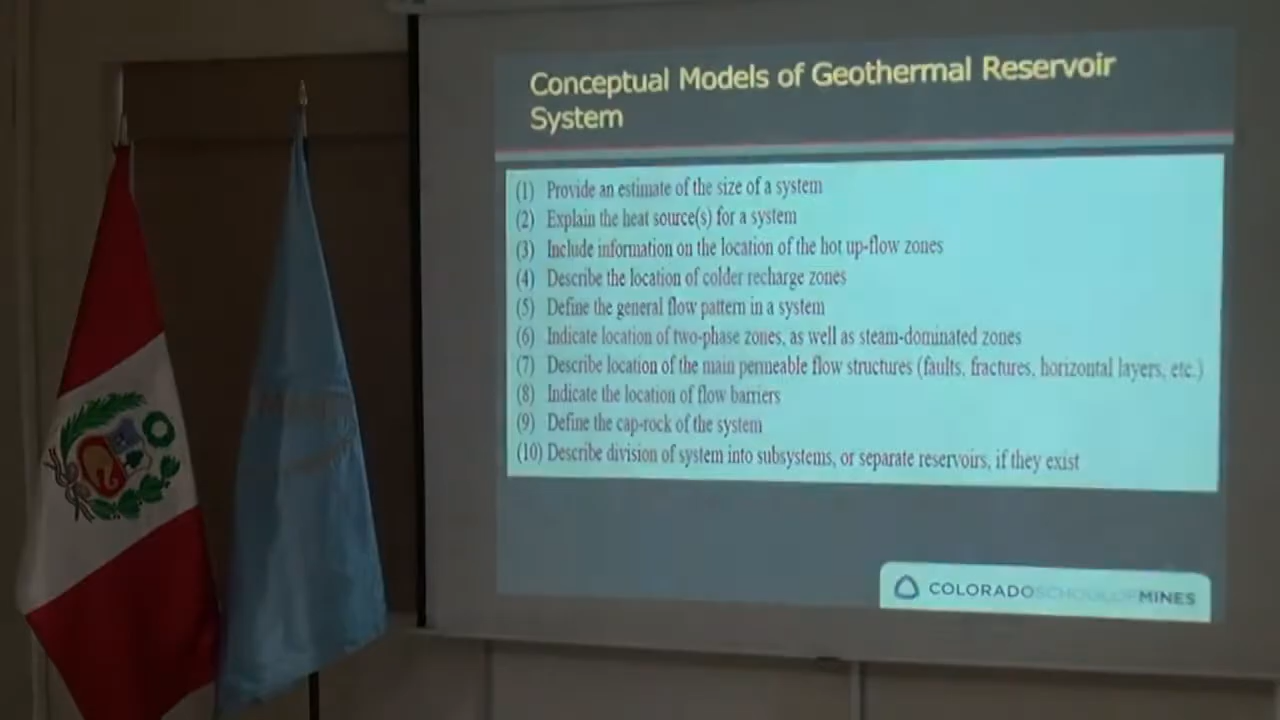 Conceptual Models of Geothermal Reservoir
System
(1) Provide an estimate of the size of a system
(2) Explain the heat source(s) for a system
(3) Include information on the location of the hot up-flow zones
(4) Describe the location of colder recharge zones
(5) Define the general flow pattern in a system
(6) Indicate location of two-phase zones, as well as steam-dominated zones
(7) Describe location of the main permeable flow structures (faults, fractures, horizontal layers, etc.)
(8) Indicate the location of flow barriers
(9) Define the cap-rock of the system
(10) Describe division of system into subsystems, or separate reservoirs, if they exist
COLORADOSCHOOLOFMINES